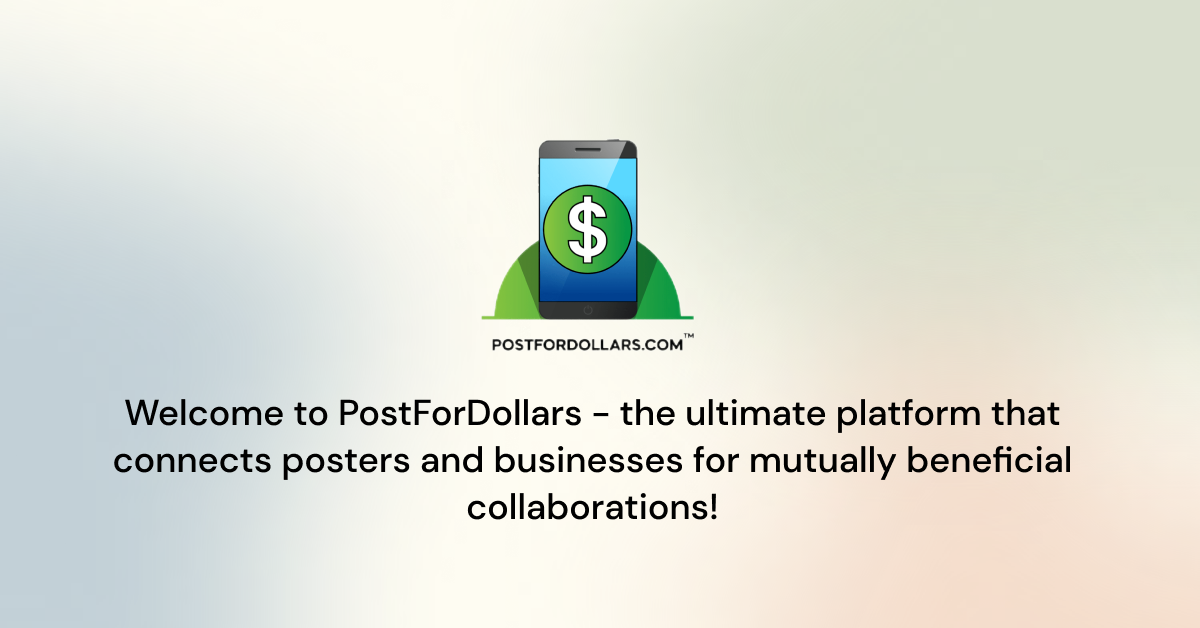 $
POSTFORDOLLARS.COM™
Welcome to PostForDollars - the ultimate platform that
connects posters and businesses for mutually beneficial
collaborations!